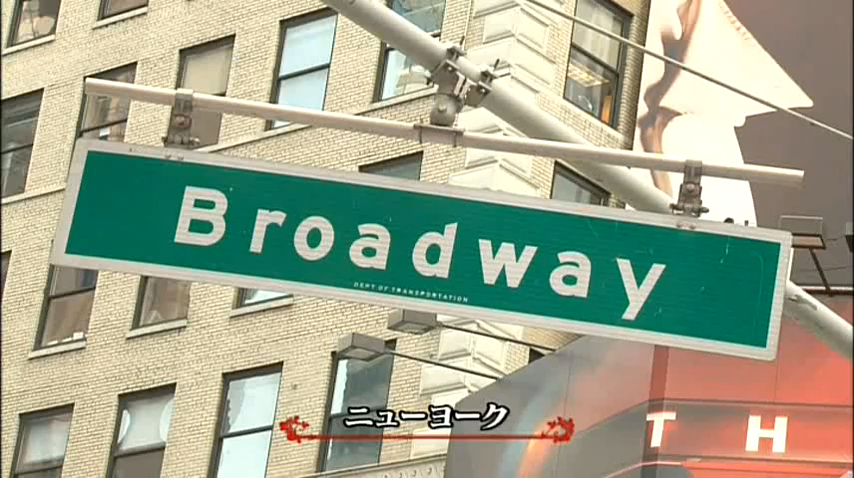 Broadway
DEPT OF TRANSPORTATION
ニューヨーク
T H